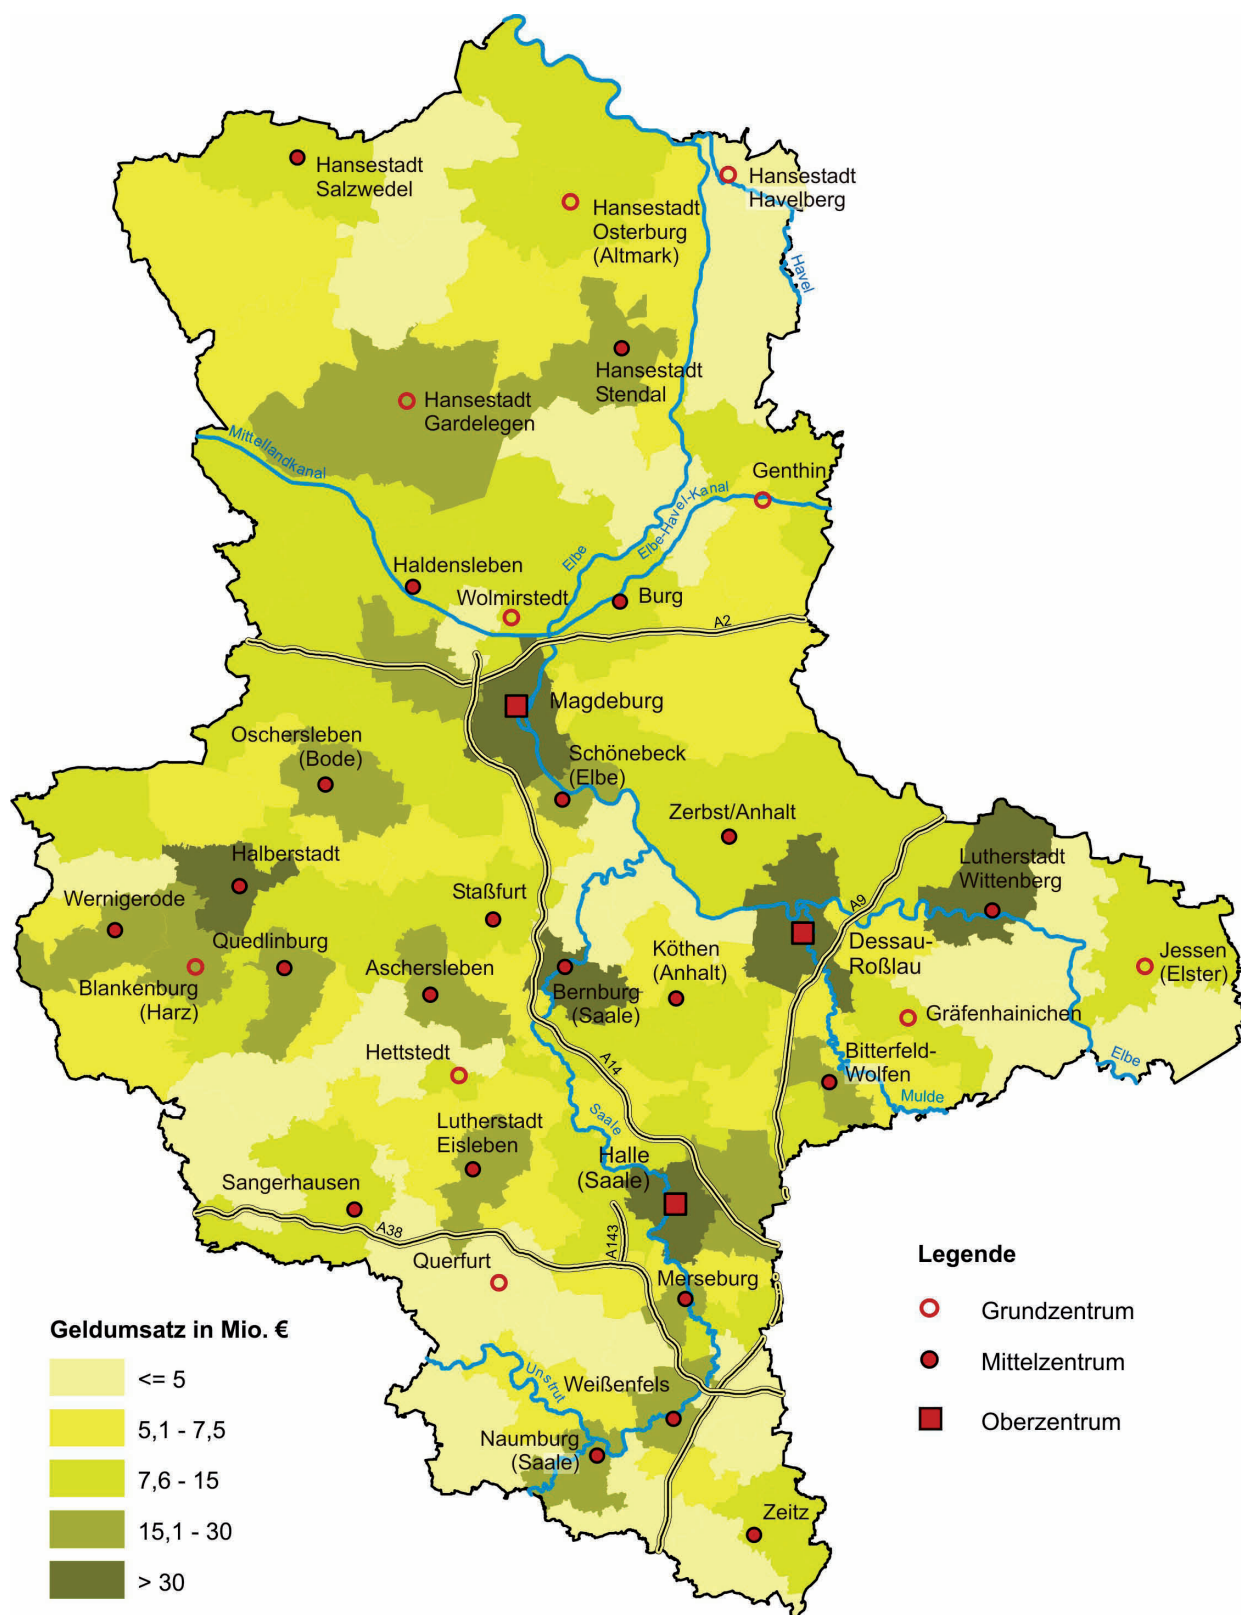 Hansestadt
Salzwedel
Hansestadt
Havelberg
Hansestadt
Osterburg
(Altmark)
Havel
Hansestadt
Stendal
Hansestadt
Gardelegen
Mittellandkanal
Genthin
Elbe-Havel-Kanal
Elbe
Haldensleben
Wolmirstedt
Burg
A2
Magdeburg
Oschersleben
(Bode)
Schönebeck
(Elbe)
Zerbst/Anhalt
Halberstadt
Lutherstadt
Wittenberg
Wernigerode
Staßfurt
A9
Quedlinburg
Köthen
(Anhalt)
Dessau-
Roßlau
Jessen
(Elster)
Aschersleben
Blankenburg
(Harz)
Bernburg
(Saale)
Gräfenhainichen
Hettstedt
A14
Bitterfeld-
Wolfen
Elbe
Mulde
Saale
Lutherstadt
Eisleben
Halle
(Saale)
Sangerhausen
A38
A143
Querfurt
Merseburg
Legende
Grundzentrum
Mittelzentrum
Oberzentrum
Geldumsatz in Mio. €
<= 5
5,1 - 7,5
7,6 - 15
15,1 - 30
> 30
Unstrut
Weißenfels
Naumburg
(Saale)
Zeitz